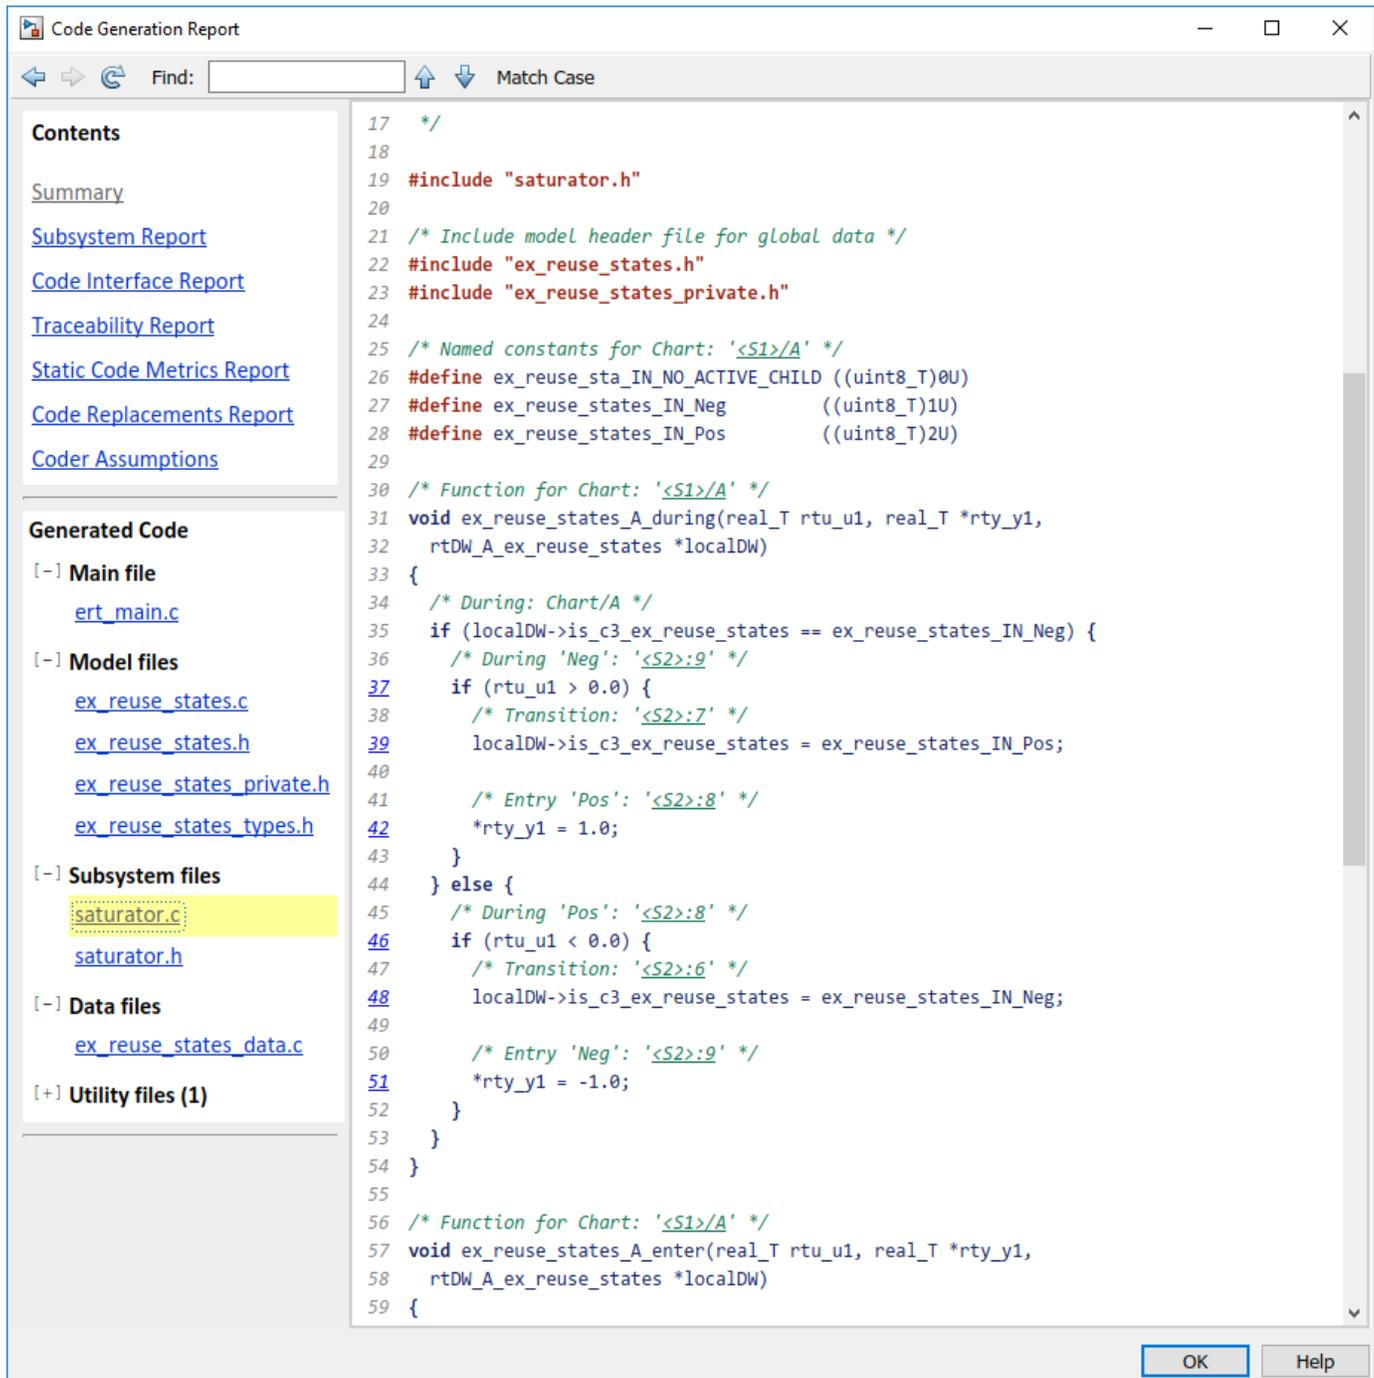 Code Generation Report
Find: Match Case
Contents
Summary
Subsystem Report
Code Interface Report
Traceability Report
Static Code Metrics Report
Code Replacements Report
Coder Assumptions
Generated Code
[-] Main file
ert_main.c
[-] Model files
ex_reuse_states.c
ex_reuse_states.h
ex_reuse_states_private.h
ex_reuse_states_types.h
[-] Subsystem files
saturator.c
saturator.h
[-] Data files
ex_reuse_states_data.c
[+] Utility files (1)
17  */
18
19 #include "saturator.h"
20
21 /* Include model header file for global data */
22 #include "ex_reuse_states.h"
23 #include "ex_reuse_states_private.h"
24
25 /* Named constants for Chart: '<S1>/A' */
26 #define ex_reuse_sta_IN_NO_ACTIVE_CHILD ((uint8_T)0U)
27 #define ex_reuse_states_IN_Neg         ((uint8_T)1U)
28 #define ex_reuse_states_IN_Pos         ((uint8_T)2U)
29
30 /* Function for Chart: '<S1>/A' */
31 void ex_reuse_states_A_during(real_T rtu_u1, real_T *rty_y1,
32   rtDW_A_ex_reuse_states *localDW)
33 {
34   /* During: Chart/A */
35   if (localDW->is_c3_ex_reuse_states == ex_reuse_states_IN_Neg) {
36     /* During 'Neg': '<S2>:9' */
37     if (rtu_u1 > 0.0) {
38       /* Transition: '<S2>:7' */
39       localDW->is_c3_ex_reuse_states = ex_reuse_states_IN_Pos;
40
41       /* Entry 'Pos': '<S2>:8' */
42       *rty_y1 = 1.0;
43     }
44   } else {
45     /* During 'Pos': '<S2>:8' */
46     if (rtu_u1 < 0.0) {
47       /* Transition: '<S2>:6' */
48       localDW->is_c3_ex_reuse_states = ex_reuse_states_IN_Neg;
49
50       /* Entry 'Neg': '<S2>:9' */
51       *rty_y1 = -1.0;
52     }
53   }
54 }
55
56 /* Function for Chart: '<S1>/A' */
57 void ex_reuse_states_A_enter(real_T rtu_u1, real_T *rty_y1,
58   rtDW_A_ex_reuse_states *localDW)
59 {
OK Help